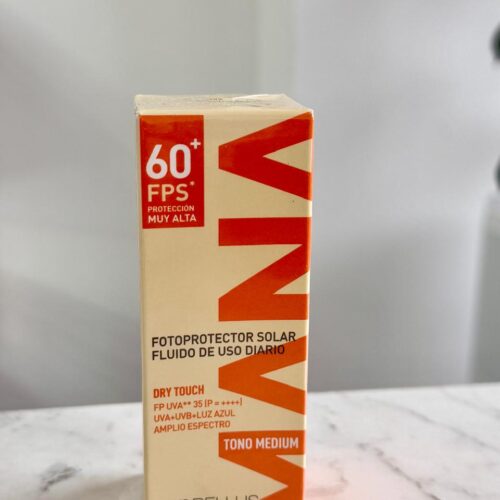 60+
FPS*
PROTECCIÓN
MUY ALTA
FOTOPROTECTOR SOLAR
FLUIDO DE USO DIARIO
DRY TOUCH
FP UVA** 35 (P = ++++)
UVA+UVB+LUZ AZUL
AMPLIO ESPECTRO
TONO MEDIUM